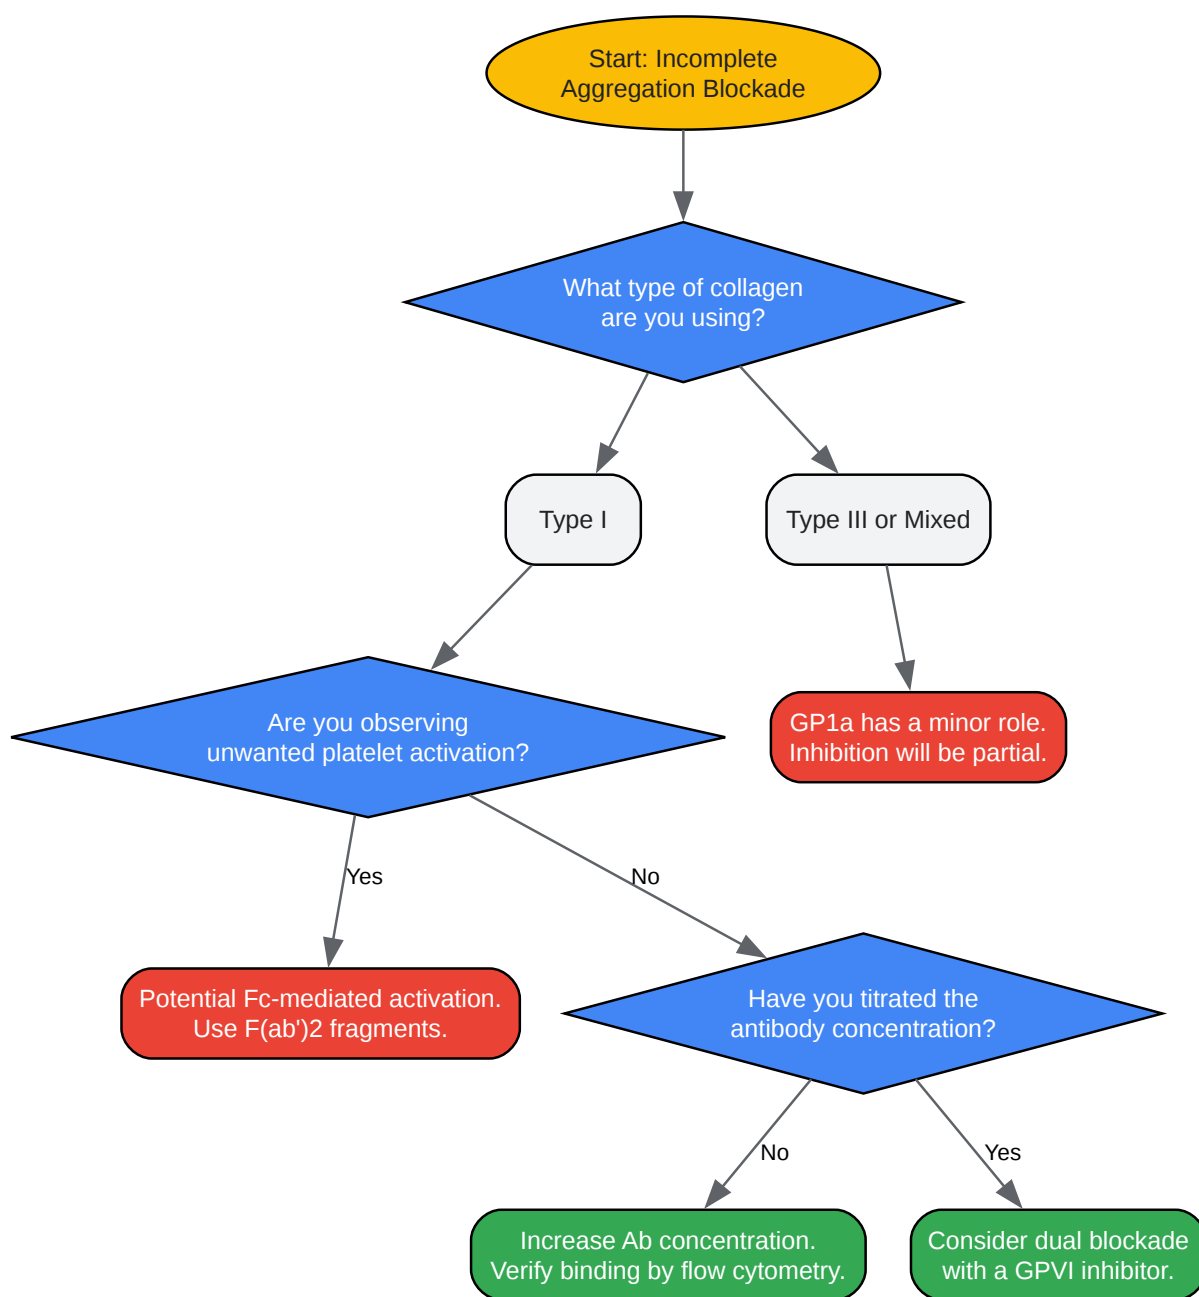 Start: Incomplete
Aggregation Blockade
What type of collagen
are you using?
Type I
Type III or Mixed
Are you observing
unwanted platelet activation?
GP1a has a minor role.
Inhibition will be partial.
Yes
No
Potential Fc-mediated activation.
Use F(ab')2 fragments.
Have you titrated the
antibody concentration?
No
Yes
Increase Ab concentration.
Verify binding by flow cytometry.
Consider dual blockade
with a GPVI inhibitor.